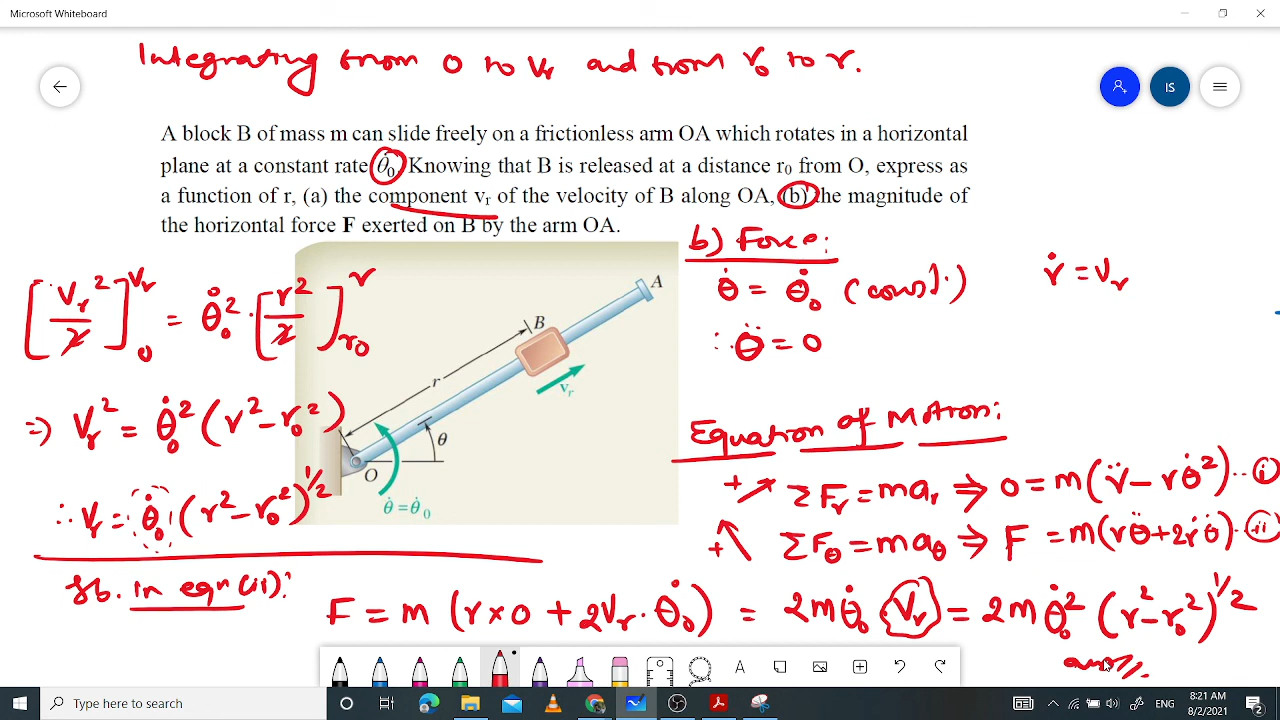 Microsoft Whiteboard
Integrating from 0 to Vr and from r0 to r.
IS
A block B of mass m can slide freely on a frictionless arm OA which rotates in a horizontal
plane at a constant rate θ̇0. Knowing that B is released at a distance r0 from O, express as
a function of r, (a) the component vr of the velocity of B along OA, (b) the magnitude of
the horizontal force F exerted on B by the arm OA.
[Vr²/2]₀^Vr = θ̇0² · [r²/2]r0^r
⇒ Vr² = θ̇0² (r² − r0²)
∴ Vr = θ̇0 (r² − r0²)^1/2
A
B
r
vr
θ
O
θ̇ = θ̇0
b) Force:
θ̇ = θ̇0 (const.)
ṙ = Vr
∴ θ̈ = 0
Equation of Motion:
+ ↗ ΣFr = mar ⇒ 0 = m(r̈ − rθ̇²) .. (i)
+ ↖ ΣFθ = maθ ⇒ F = m(rθ̈ + 2ṙθ̇) .. (ii)
Sb. in eqn (ii):
F = m (r × 0 + 2Vr · θ̇0) = 2mθ̇0 · Vr = 2mθ̇0² (r² − r0²)^1/2
ans
A
Type here to search
ENG
8:21 AM
8/2/2021
2